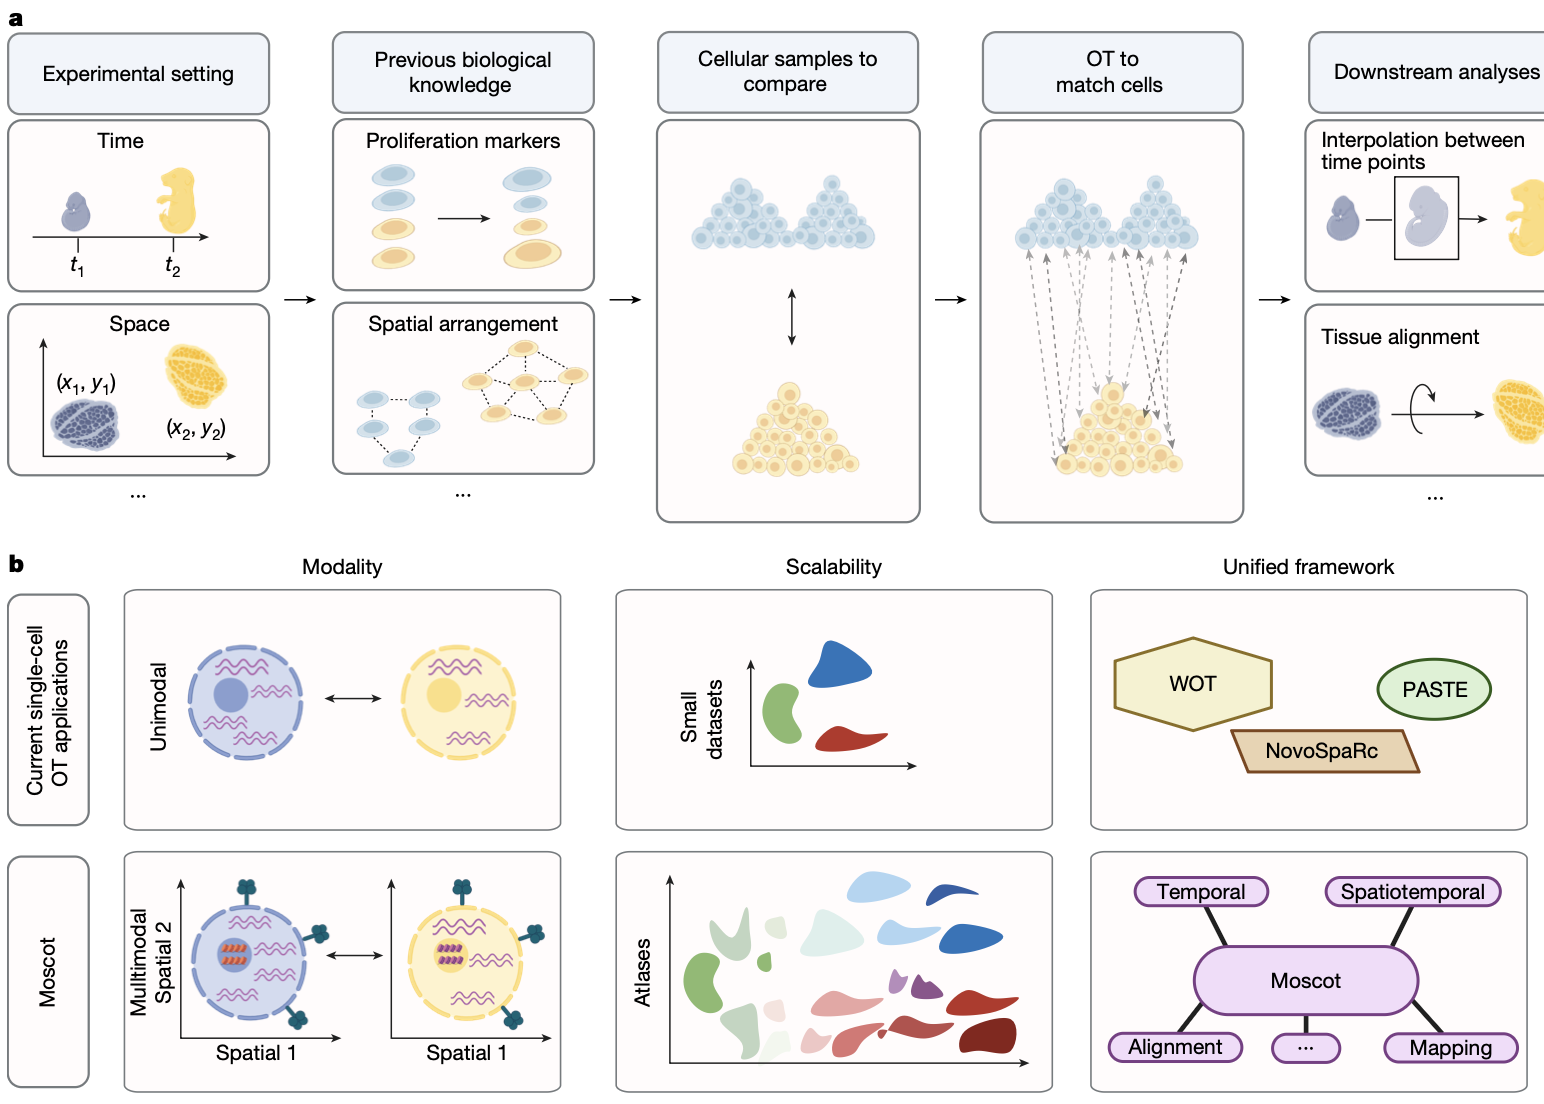 a
Experimental setting
Previous biological
knowledge
Cellular samples to
compare
OT to
match cells
Downstream analyses
Time
t1
t2
Space
(x1, y1)
(x2, y2)
...
Proliferation markers
Spatial arrangement
...
Interpolation between
time points
Tissue alignment
...
b
Modality
Scalability
Unified framework
Current single-cell
OT applications
Unimodal
Small
datasets
WOT
PASTE
NovoSpaRc
Moscot
Mulltimodal
Spatial 2
Spatial 1
Spatial 1
Atlases
Temporal
Spatiotemporal
Moscot
Alignment
...
Mapping